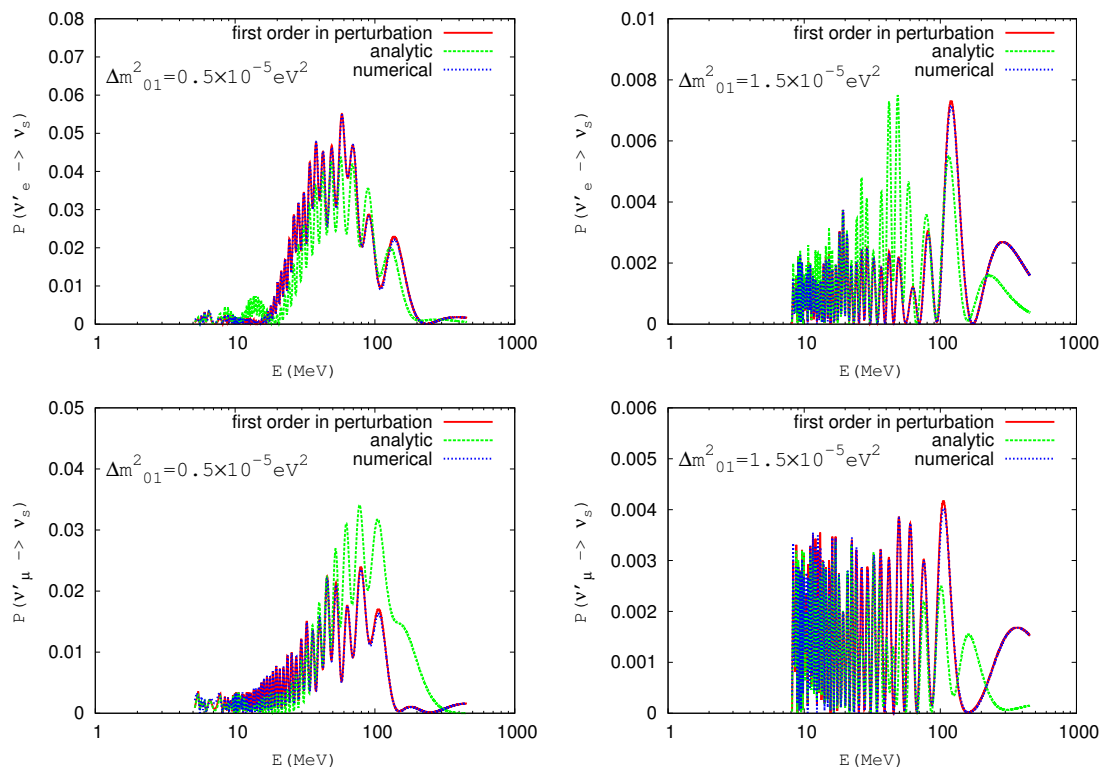 0.08
0.07
0.06
0.05
0.04
0.03
0.02
0.01
0
1
10
100
1000
P(ν'e -> νs)
E(MeV)
first order in perturbation
analytic
numerical
Δm²01=0.5×10⁻⁵eV²
0.01
0.008
0.006
0.004
0.002
0
1
10
100
1000
P(ν'e -> νs)
E(MeV)
first order in perturbation
analytic
numerical
Δm²01=1.5×10⁻⁵eV²
0.05
0.04
0.03
0.02
0.01
0
1
10
100
1000
P(ν'μ -> νs)
E(MeV)
first order in perturbation
analytic
numerical
Δm²01=0.5×10⁻⁵eV²
0.006
0.005
0.004
0.003
0.002
0.001
0
1
10
100
1000
P(ν'μ -> νs)
E(MeV)
first order in perturbation
analytic
numerical
Δm²01=1.5×10⁻⁵eV²